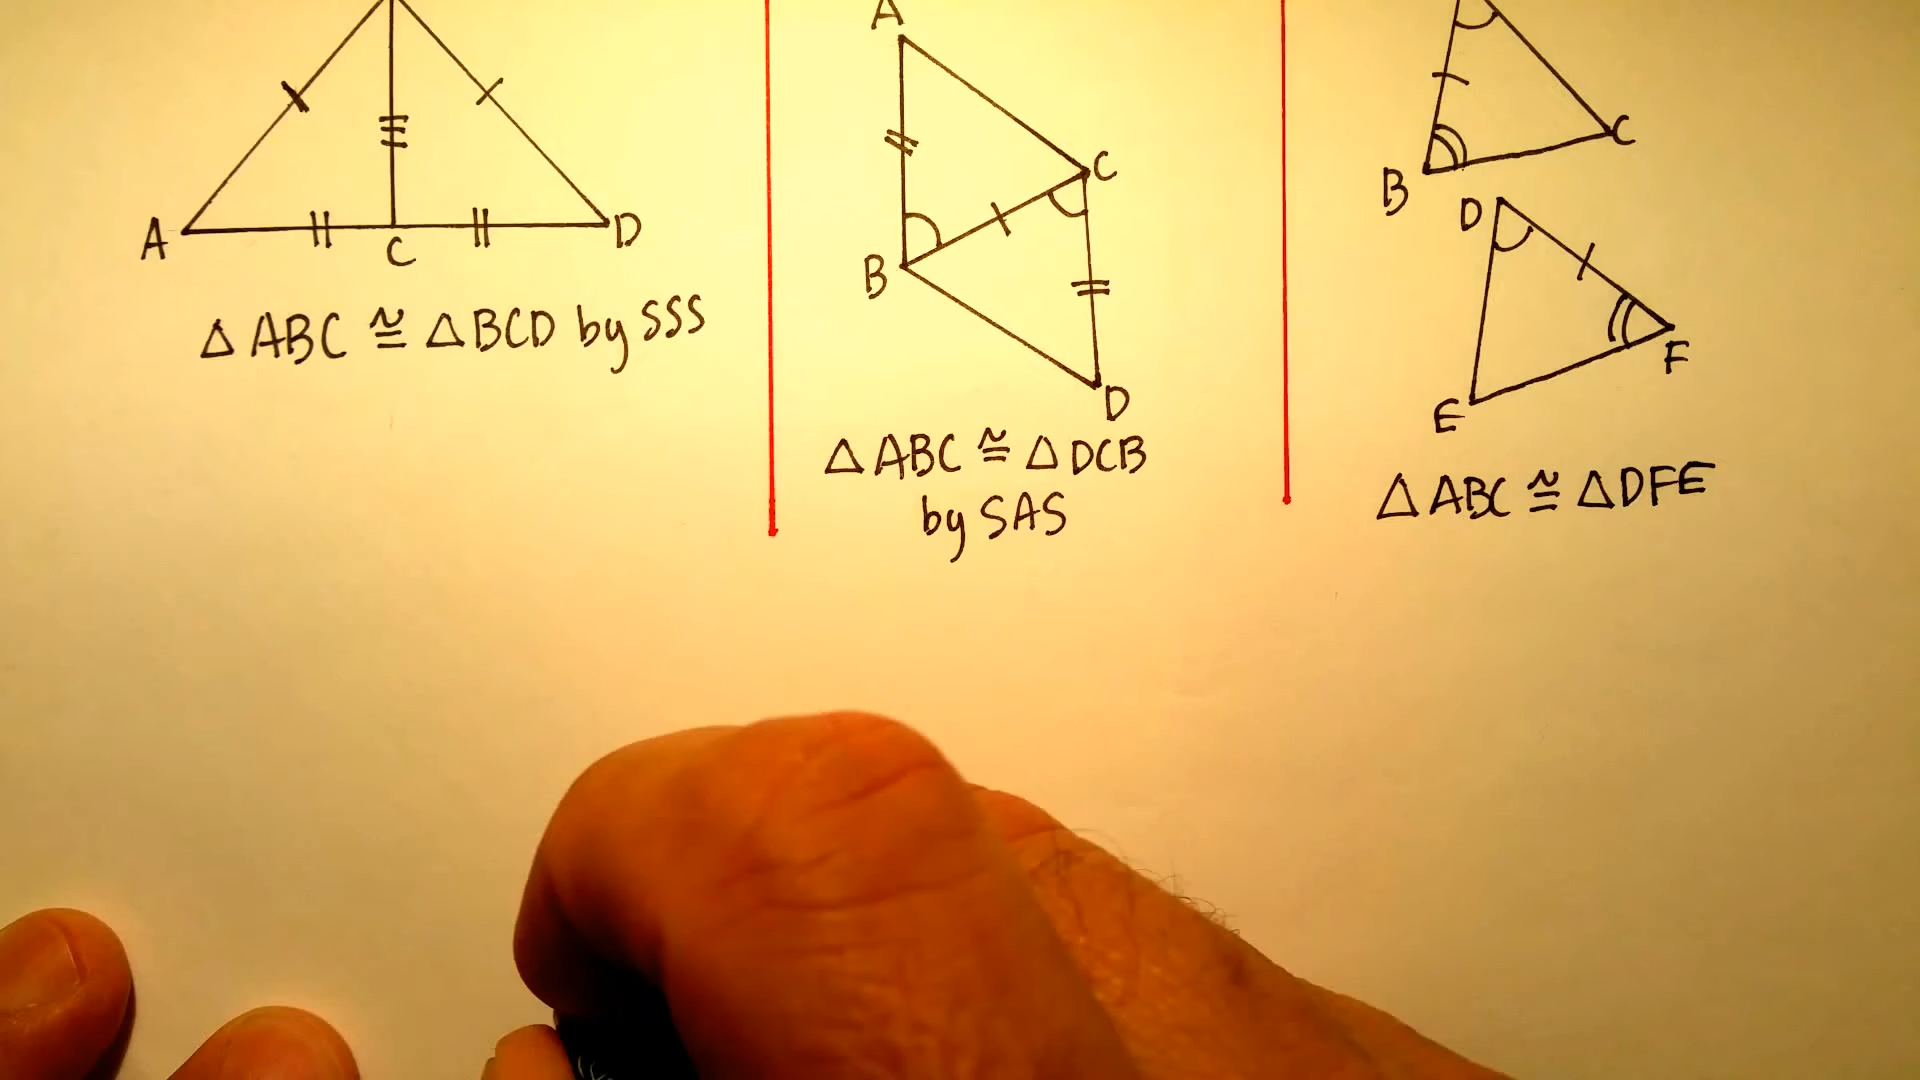 A
C
D
△ ABC ≅ △ BCD by SSS
A
C
B
D
△ ABC ≅ △ DCB
by SAS
C
B
D
F
E
△ ABC ≅ △ DFE